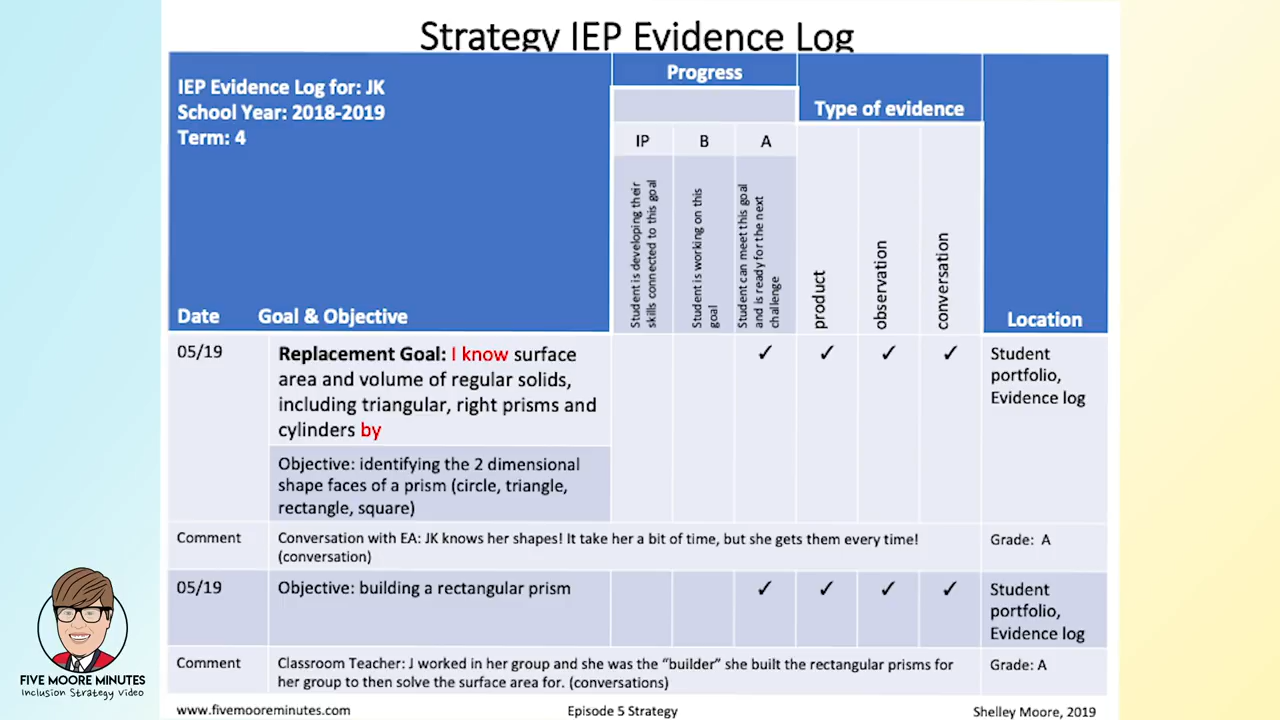 Strategy IEP Evidence Log
IEP Evidence Log for: JK
School Year: 2018-2019
Term: 4
Date
Goal & Objective
Progress
IP
B
A
Student is developing their
skills connected to this goal
Student is working on this
goal
Student can meet this goal
and is ready for the next
challenge
Type of evidence
product
observation
conversation
Location
05/19
Replacement Goal: I know surface
area and volume of regular solids,
including triangular, right prisms and
cylinders by
✓ ✓ ✓ ✓
Student
portfolio,
Evidence log
Objective: identifying the 2 dimensional
shape faces of a prism (circle, triangle,
rectangle, square)
Comment
Conversation with EA: JK knows her shapes! It take her a bit of time, but she gets them every time!
(conversation)
Grade: A
05/19
Objective: building a rectangular prism
✓ ✓ ✓ ✓
Student
portfolio,
Evidence log
Comment
Classroom Teacher: J worked in her group and she was the “builder” she built the rectangular prisms for
her group to then solve the surface area for. (conversations)
Grade: A
www.fivemooreminutes.com
Episode 5 Strategy
Shelley Moore, 2019
FIVE MOORE MINUTES
Inclusion Strategy Video